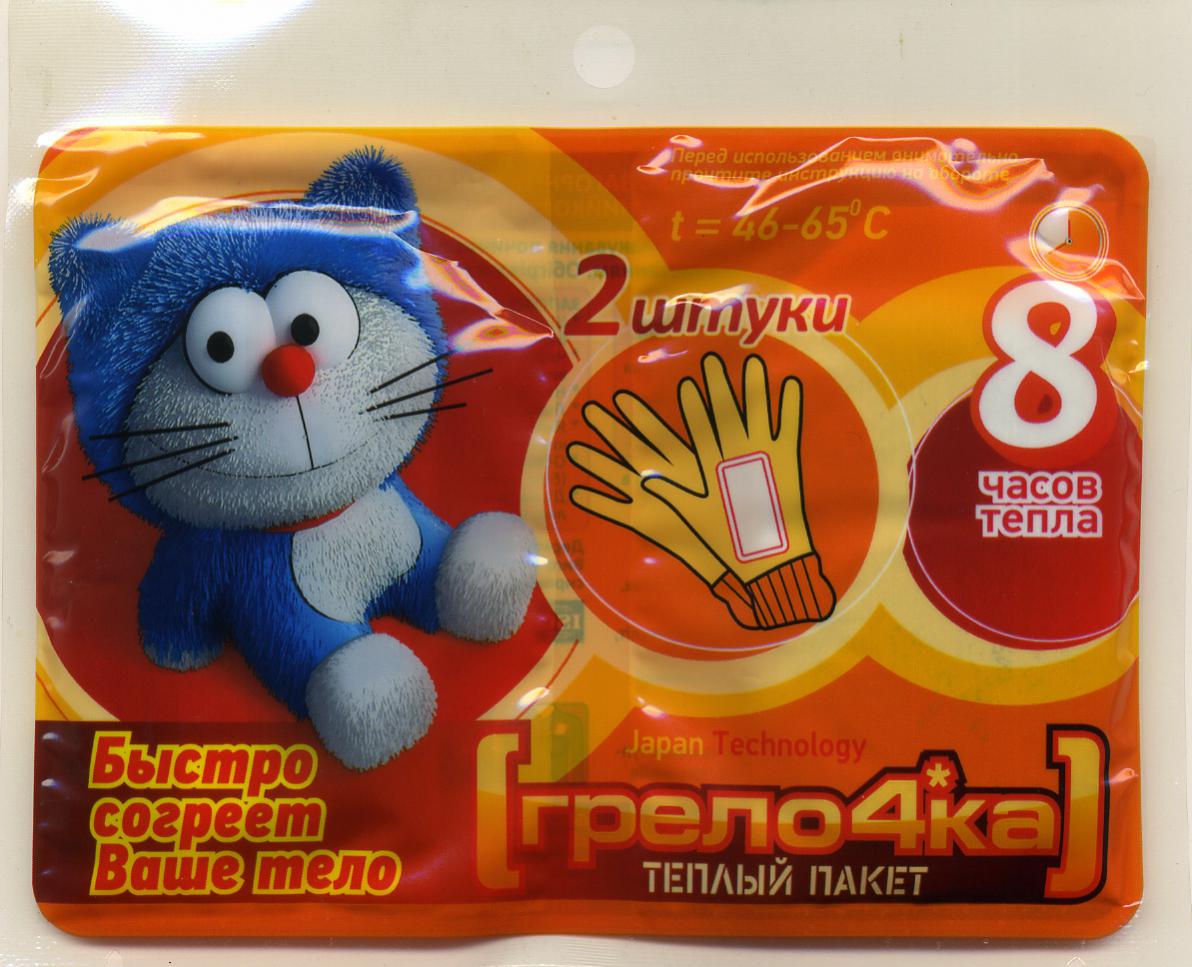 Перед использованием внимательно
прочтите инструкцию на обороте
t = 46-65⁰ C
2 штуки
8
часов
тепла
Быстро
согреет
Ваше тело
Japan Technology
[грело4*ка]
ТЕПЛЫЙ ПАКЕТ